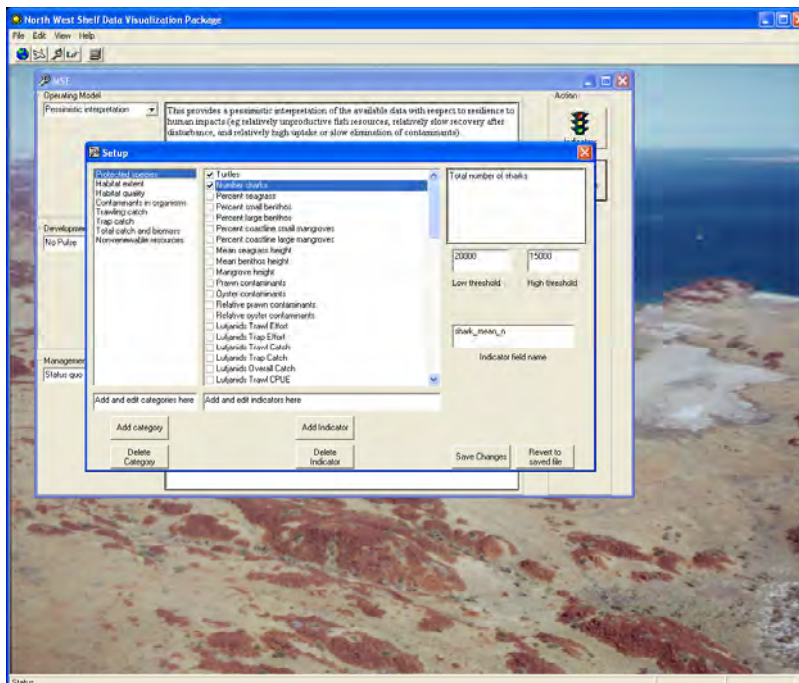 North West Shelf Data Visualization Package
File Edit View Help
MSE
Operating Model
Action
Pessimistic interpretation
This provides a pessimistic interpretation of the available data with respect to resilience to
human impacts (eg relatively unproductive fish resources, relatively slow recovery after
disturbance, and relatively high uptake or slow elimination of contaminants).
Setup
Protected species
Habitat extent
Habitat quality
Contaminants in organisms
Trawling catch
Trap catch
Total catch and biomass
Non-renewable resources
Turtles
Number sharks
Percent seagrass
Percent small benthos
Percent large benthos
Percent coastline small mangroves
Percent coastline large mangroves
Mean seagrass height
Mean benthos height
Mangrove height
Prawn contaminants
Oyster contaminants
Relative prawn contaminants
Relative oyster contaminants
Lutjanids Trawl Effort
Lutjanids Trap Effort
Lutjanids Trawl Catch
Lutjanids Trap Catch
Lutjanids Overall Catch
Lutjanids Trawl CPUE
Total number of sharks
20000 15000
Low threshold High threshold
shark_mean_n
Indicator field name
Developmen
No Pulse
Management
Status quo
Add and edit categories here
Add and edit indicators here
Add category
Add Indicator
Delete
Category
Delete
Indicator
Save Changes
Revert to
saved file
Status